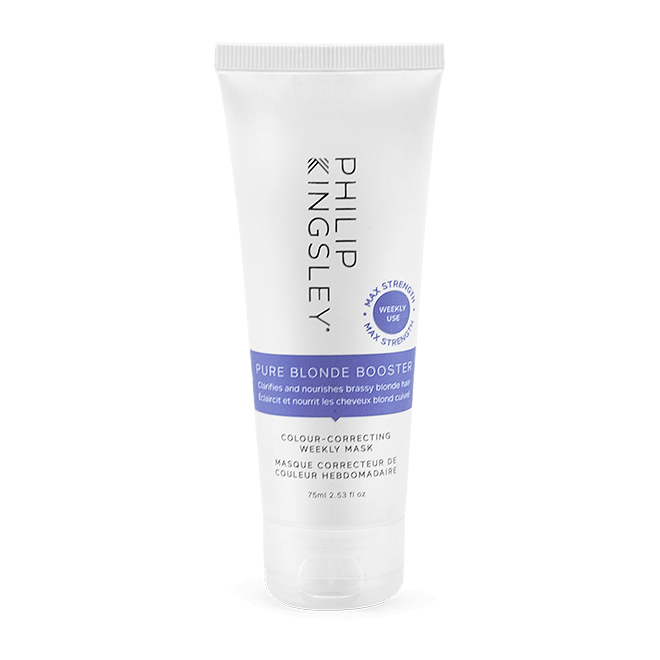 PHILIP
KINGSLEY®
MAX STRENGTH
WEEKLY
USE
MAX STRENGTH
PURE BLONDE BOOSTER
Clarifies and nourishes brassy blonde hair
Éclaircit et nourrit les cheveux blond cuivré
COLOUR-CORRECTING
WEEKLY MASK
MASQUE CORRECTEUR DE
COULEUR HEBDOMADAIRE
75ml 2.53 fl oz